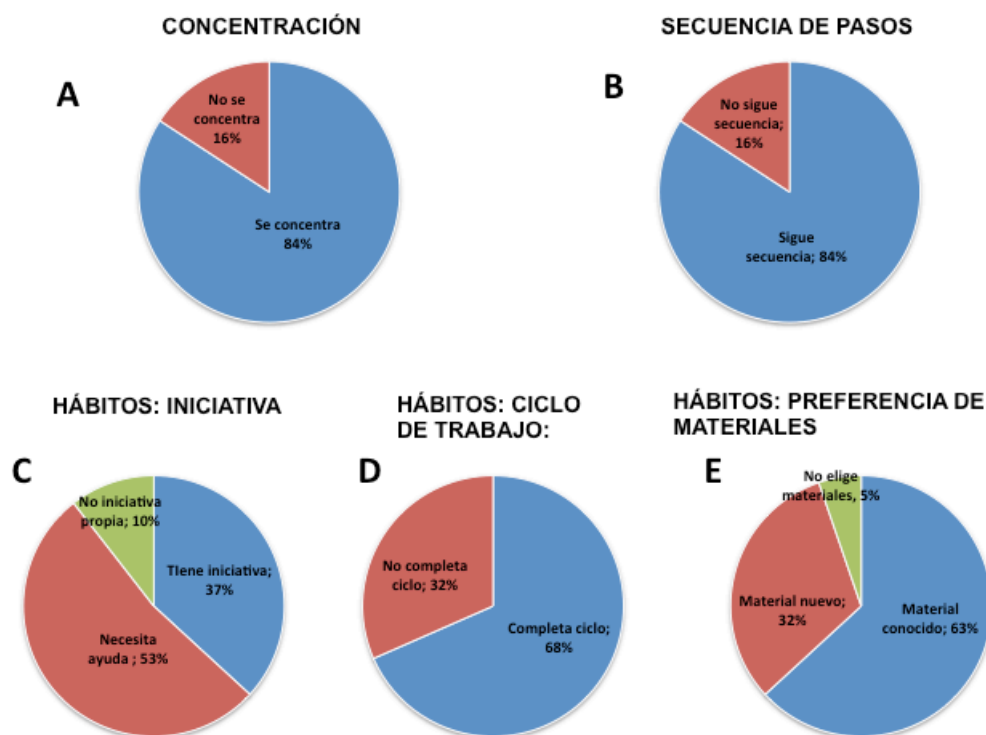 CONCENTRACIÓN
A
No se
concentra
16%
Se concentra
84%
SECUENCIA DE PASOS
B
No sigue
secuencia;
16%
Sigue
secuencia; 84%
HÁBITOS: INICIATIVA
C
No iniciativa
propia; 10%
TIene iniciativa;
37%
Necesita
ayuda ; 53%
HÁBITOS: CICLO
DE TRABAJO:
D
No completa
ciclo; 32%
Completa ciclo;
68%
HÁBITOS: PREFERENCIA DE
MATERIALES
E
No elige
materiales, 5%
Material nuevo;
32%
Material
conocido; 63%